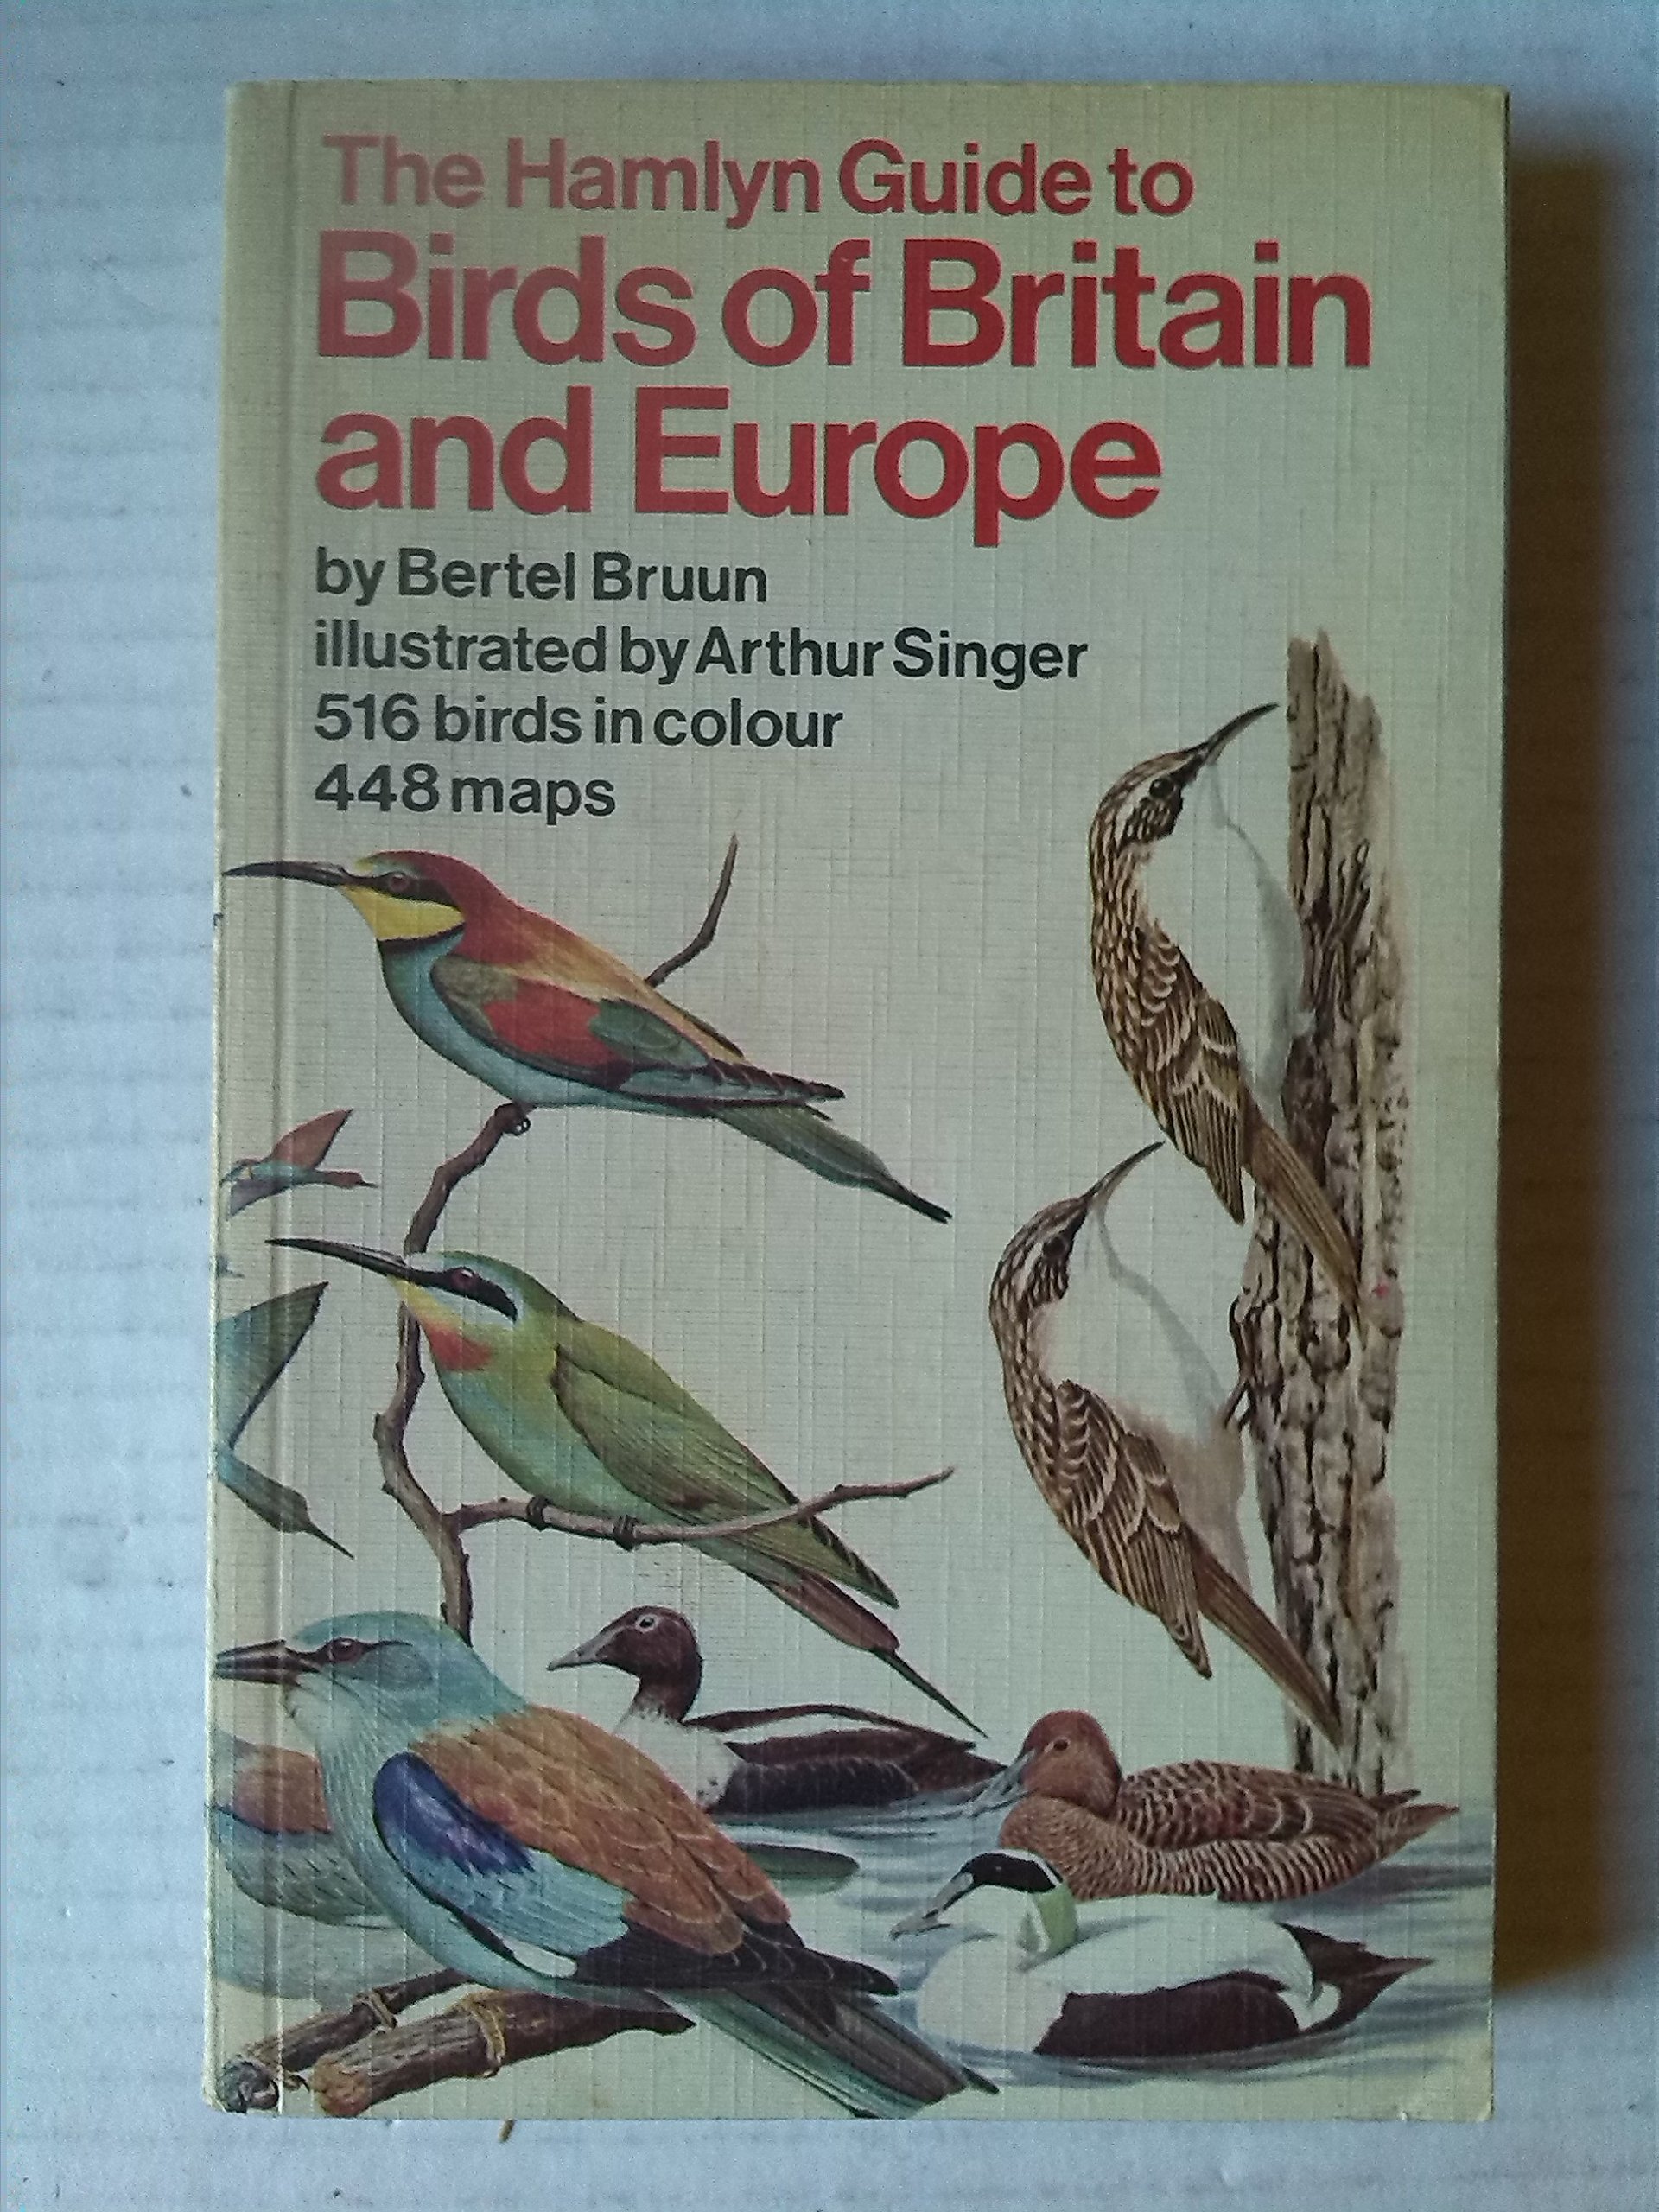 The Hamlyn Guide to
Birds of Britain
and Europe
by Bertel Bruun
illustrated by Arthur Singer
516 birds in colour
448 maps